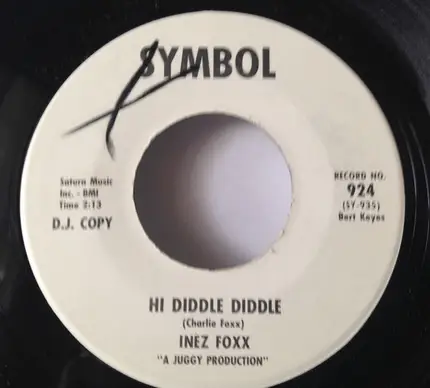 SYMBOL
Saturn Music
Inc. - BMI
Time 2:13
D.J. COPY
RECORD NO.
924
(SY-935)
Bert Keyes
HI DIDDLE DIDDLE
(Charlie Foxx)
INEZ FOXX
"A JUGGY PRODUCTION"